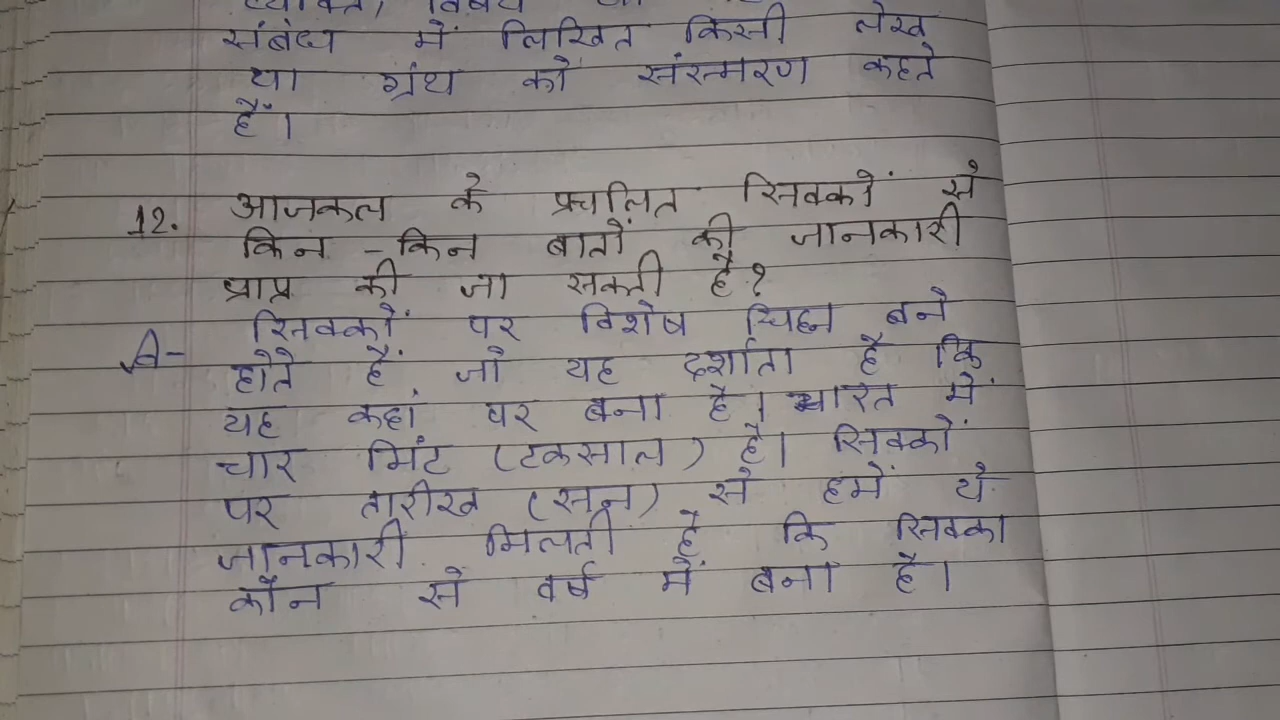 संबंध में लिखित किसी लेख
या ग्रंथ को संस्मरण कहते
हैं।
12. आजकल के प्रचलित सिक्कों से
किन - किन बातों की जानकारी
प्राप्त की जा सकती है?
A- सिक्कों पर विशेष चिह्न बने
होते हैं, जो यह दर्शाता है कि
यह कहां पर बना है। भारत में
चार मिंट (टकसाल) है। सिक्कों
पर तारीख (सन) से हमें ये
जानकारी मिलती है कि सिक्का
कौन से वर्ष में बना है।